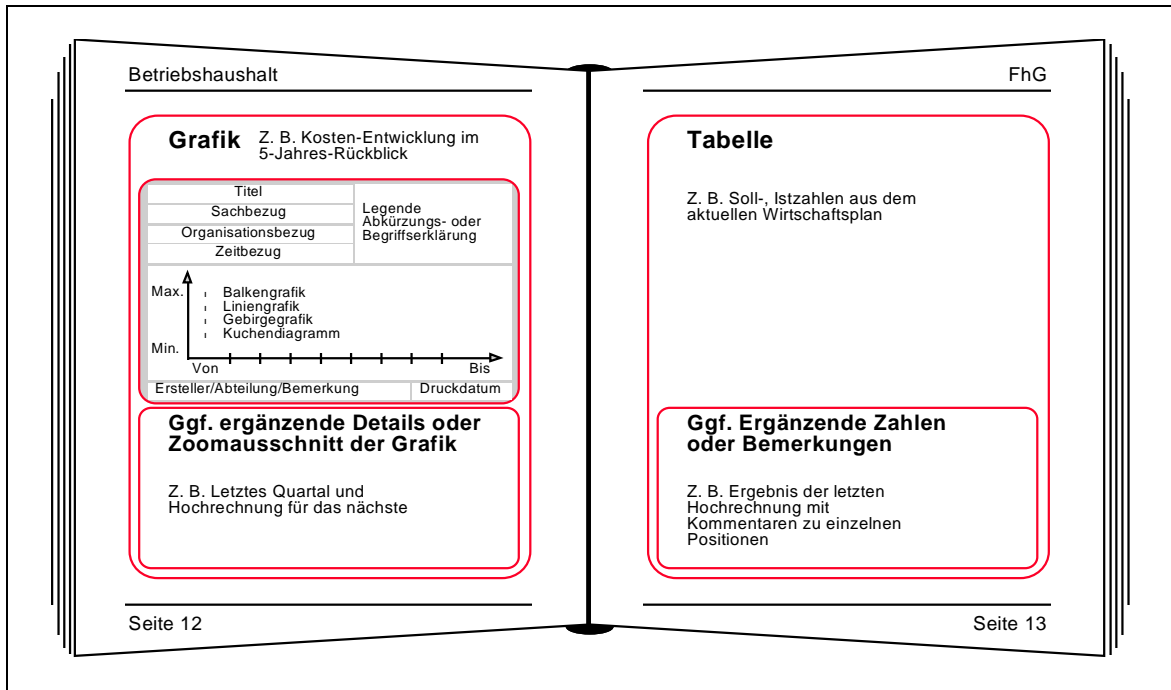 Betriebshaushalt
Grafik Z. B. Kosten-Entwicklung im
5-Jahres-Rückblick
Titel
Sachbezug
Organisationsbezug
Zeitbezug
Legende
Abkürzungs- oder
Begriffserklärung
Max.
Balkengrafik
Liniengrafik
Gebirgegrafik
Kuchendiagramm
Min.
Von Bis
Ersteller/Abteilung/Bemerkung Druckdatum
Ggf. ergänzende Details oder
Zoomausschnitt der Grafik
Z. B. Letztes Quartal und
Hochrechnung für das nächste
Seite 12
FhG
Tabelle
Z. B. Soll-, Istzahlen aus dem
aktuellen Wirtschaftsplan
Ggf. Ergänzende Zahlen
oder Bemerkungen
Z. B. Ergebnis der letzten
Hochrechnung mit
Kommentaren zu einzelnen
Positionen
Seite 13